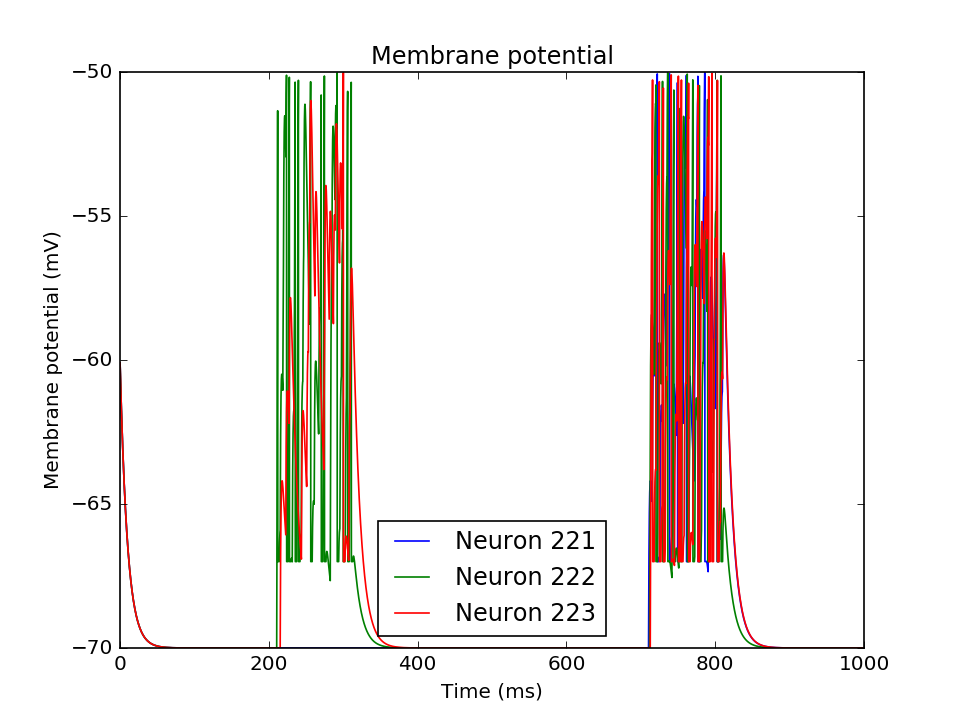 Membrane potential
−50
−55
−60
−65
−70
Membrane potential (mV)
Neuron 221
Neuron 222
Neuron 223
0
200
400
600
800
1000
Time (ms)